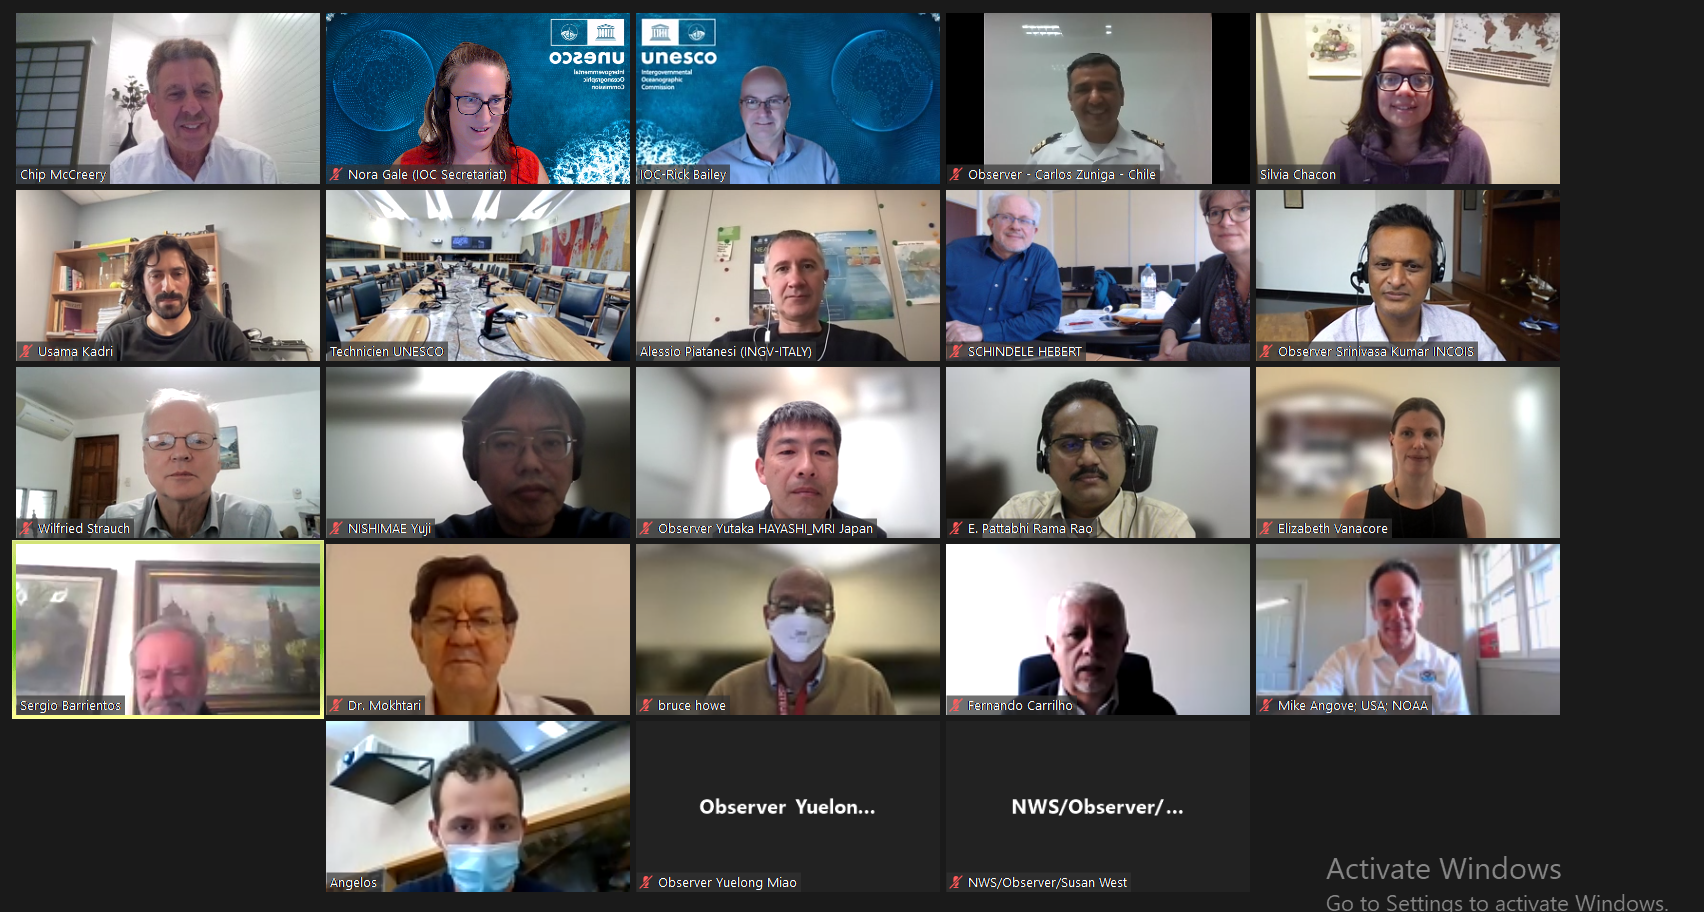 unesco
Intergovernmental
Oceanographic
Commission
unesco
Intergovernmental
Oceanographic
Commission
Chip McCreery
Nora Gale (IOC Secretariat)
IOC-Rick Bailey
Observer - Carlos Zuniga - Chile
Silvia Chacon
Usama Kadri
Technicien UNESCO
Alessio Piatanesi (INGV-ITALY)
SCHINDELE HEBERT
Observer Srinivasa Kumar INCOIS
Wilfried Strauch
NISHIMAE Yuji
Observer Yutaka HAYASHI_MRI Japan
E. Pattabhi Rama Rao
Elizabeth Vanacore
Sergio Barrientos
Dr. Mokhtari
bruce howe
Fernando Carrilho
Mike Angove; USA; NOAA
Observer Yuelon...
NWS/Observer/...
Angelos
Observer Yuelong Miao
NWS/Observer/Susan West
Activate Windows
Go to Settings to activate Windows.